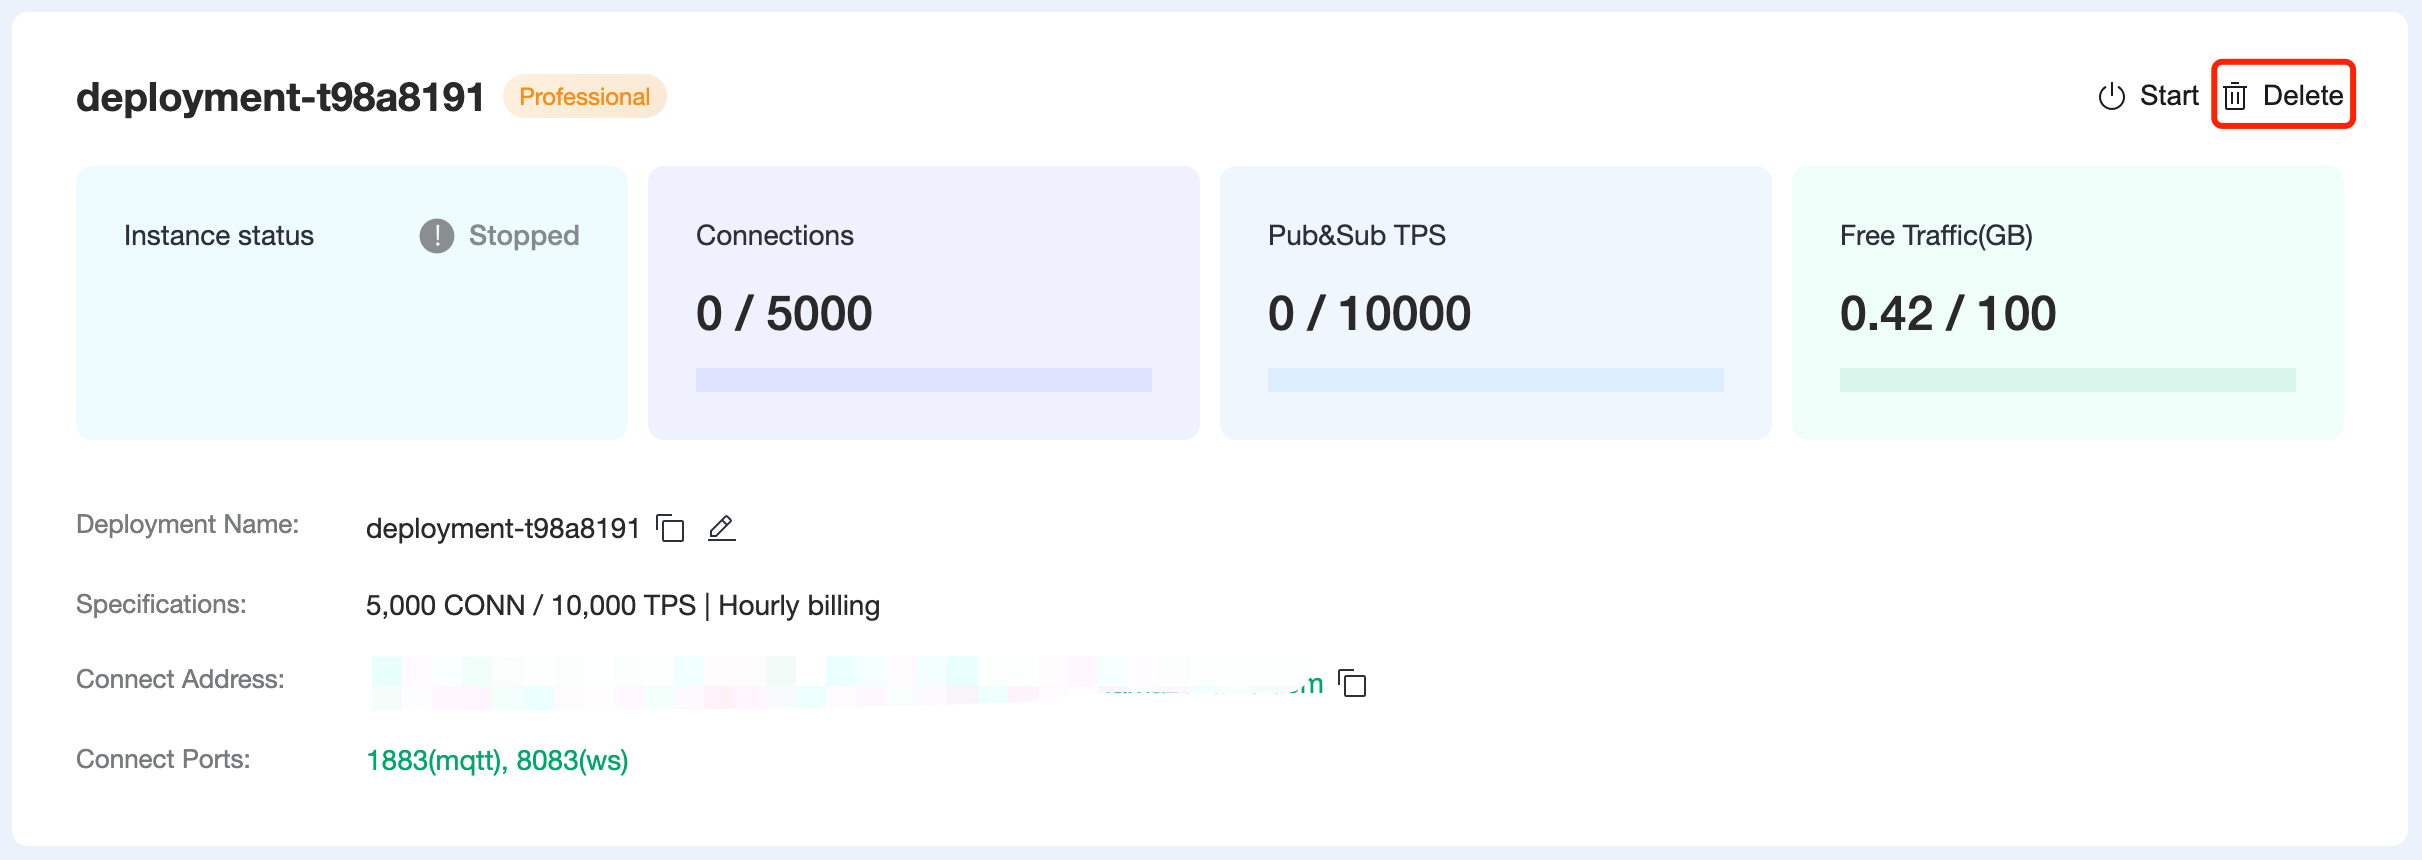 deployment-t98a8191 Professional Start Delete
Instance status ! Stopped
Connections
0 / 5000
Pub&Sub TPS
0 / 10000
Free Traffic(GB)
0.42 / 100
Deployment Name: deployment-t98a8191
Specifications: 5,000 CONN / 10,000 TPS | Hourly billing
Connect Address:
Connect Ports: 1883(mqtt), 8083(ws)